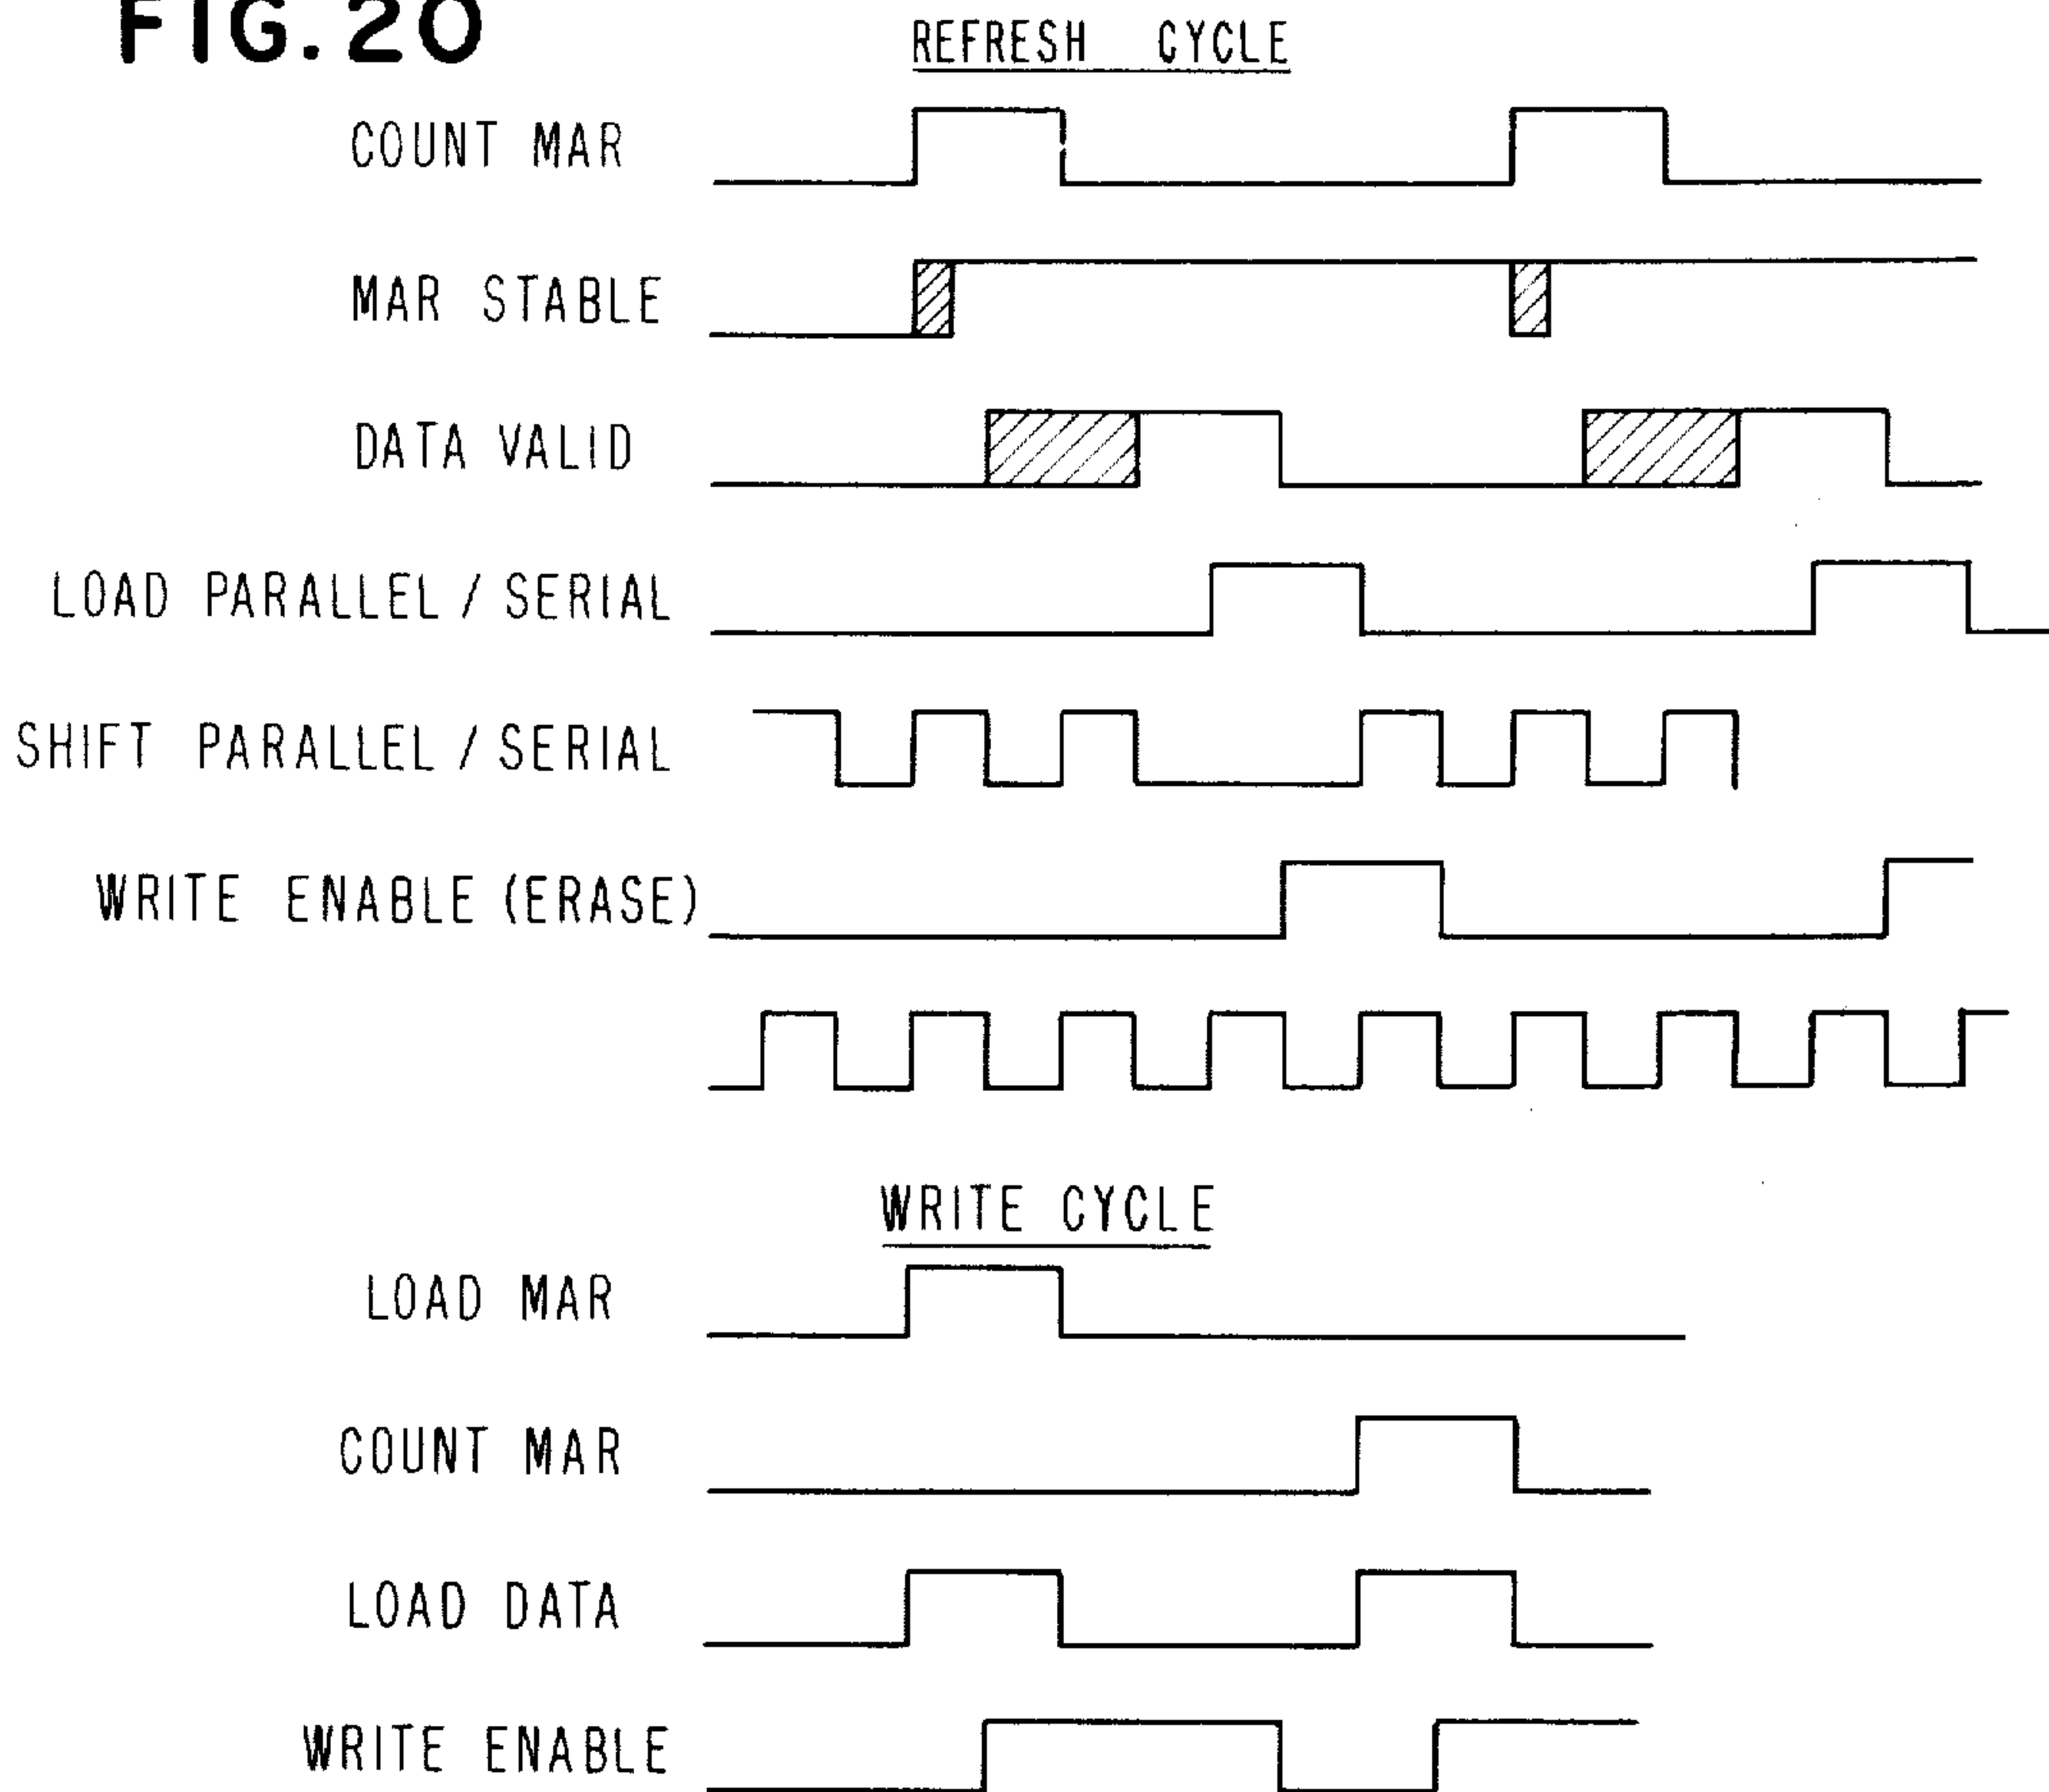 FIG. 20
REFRESH CYCLE
COUNT MAR
MAR STABLE
DATA VALID
LOAD PARALLEL / SERIAL
SHIFT PARALLEL / SERIAL
WRITE ENABLE (ERASE)
WRITE CYCLE
LOAD MAR
COUNT MAR
LOAD DATA
WRITE ENABLE